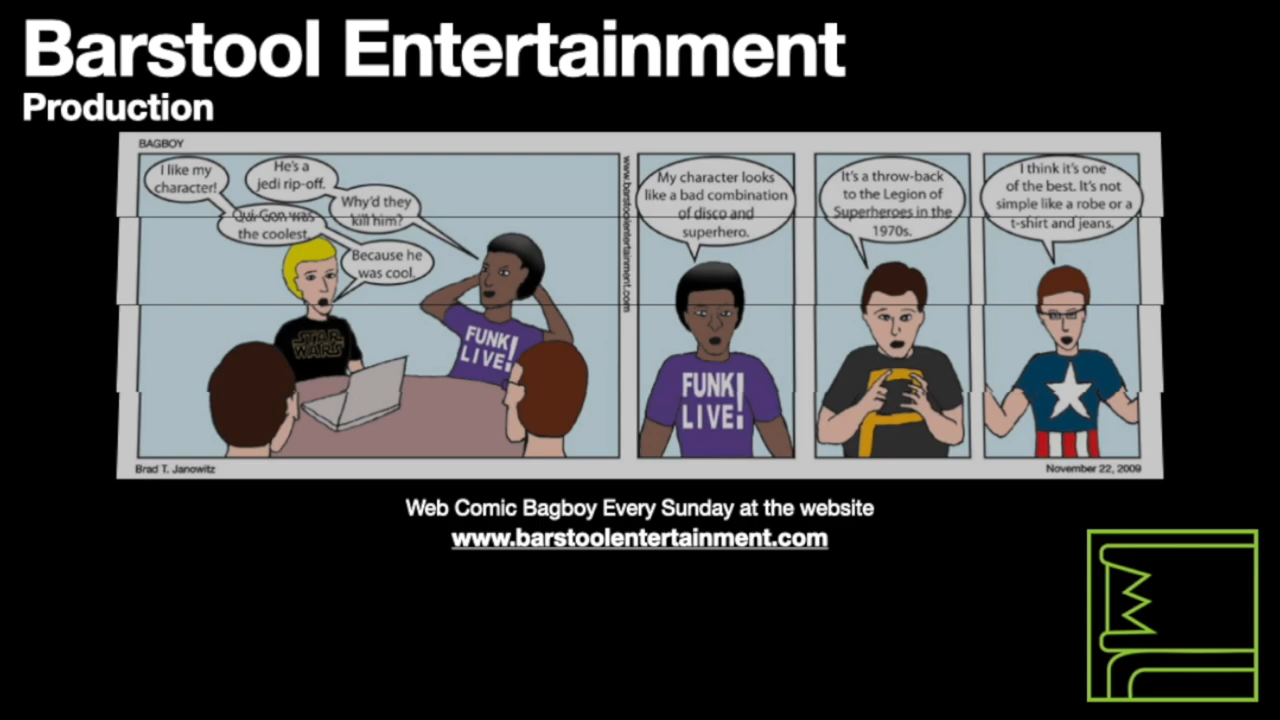 Barstool Entertainment
Production
BAGBOY
I like my
character!
He's a
jedi rip-off.
Qui-Gon was
the coolest.
Why'd they
kill him?
Because he
was cool.
STAR
WARS
FUNK
LIVE!
www.barstoolentertainment.com
My character looks
like a bad combination
of disco and
superhero.
FUNK
LIVE!
It's a throw-back
to the Legion of
Superheroes in the
1970s.
I think it's one
of the best. It's not
simple like a robe or a
t-shirt and jeans.
Brad T. Janowitz
November 22, 2009
Web Comic Bagboy Every Sunday at the website
www.barstoolentertainment.com